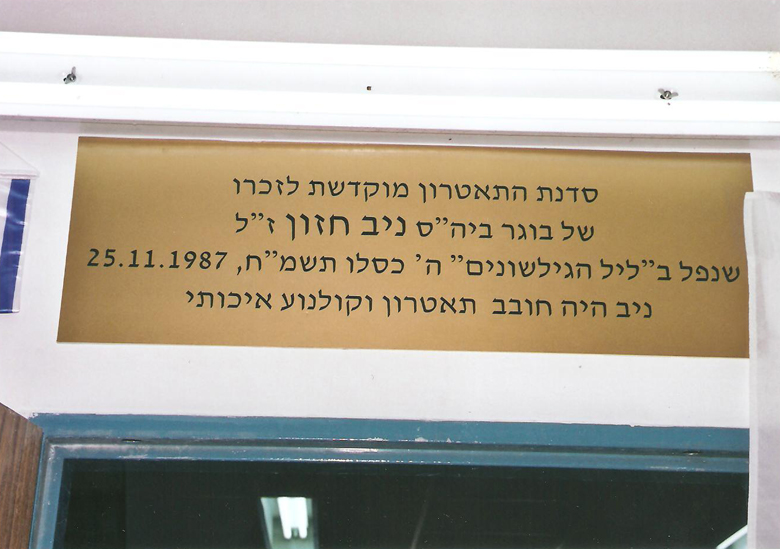 סדנת התאטרון מוקדשת לזכרו
של בוגר ביה"ס ניב חזון ז"ל
שנפל ב"ליל הגילשונים" ה' כסלו תשמ"ח, 25.11.1987
ניב היה חובב תאטרון וקולנוע איכותי